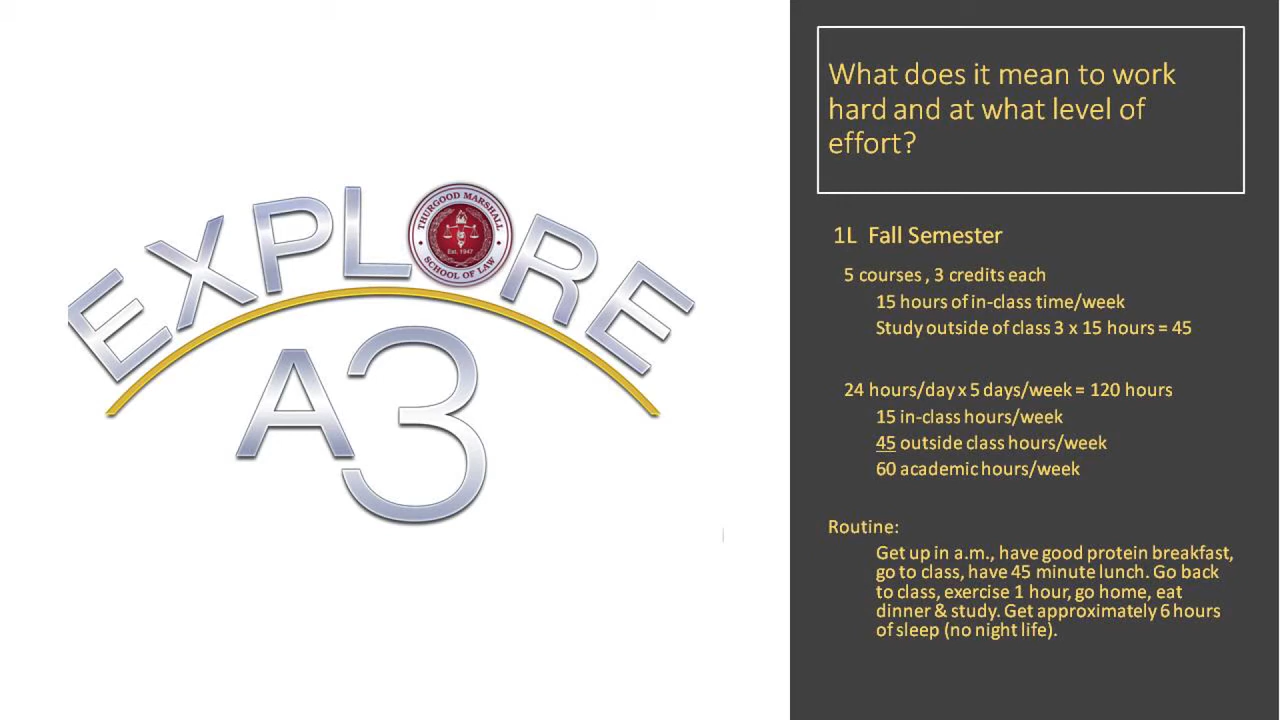 EXPLORE
THURGOOD MARSHALL
Est. 1947
SCHOOL OF LAW
A3
What does it mean to work
hard and at what level of
effort?
1L Fall Semester
5 courses , 3 credits each
15 hours of in-class time/week
Study outside of class 3 x 15 hours = 45
24 hours/day x 5 days/week = 120 hours
15 in-class hours/week
45 outside class hours/week
60 academic hours/week
Routine:
Get up in a.m., have good protein breakfast,
go to class, have 45 minute lunch. Go back
to class, exercise 1 hour, go home, eat
dinner & study. Get approximately 6 hours
of sleep (no night life).